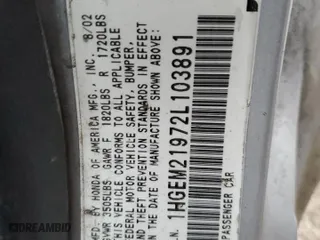 MFD. BY HONDA OF AMERICA MFG., INC. 8/02
GVWR 3505LBS GAWR F 1820LBS R 1720LBS
THIS VEHICLE CONFORMS TO ALL APPLICABLE
FEDERAL MOTOR VEHICLE SAFETY, BUMPER,
AND THEFT PREVENTION STANDARDS IN
EFFECT ON THE DATE OF MANUFACTURE SHOWN ABOVE.
V.I.N. 1HGEM21972L103891
PASSENGER CAR